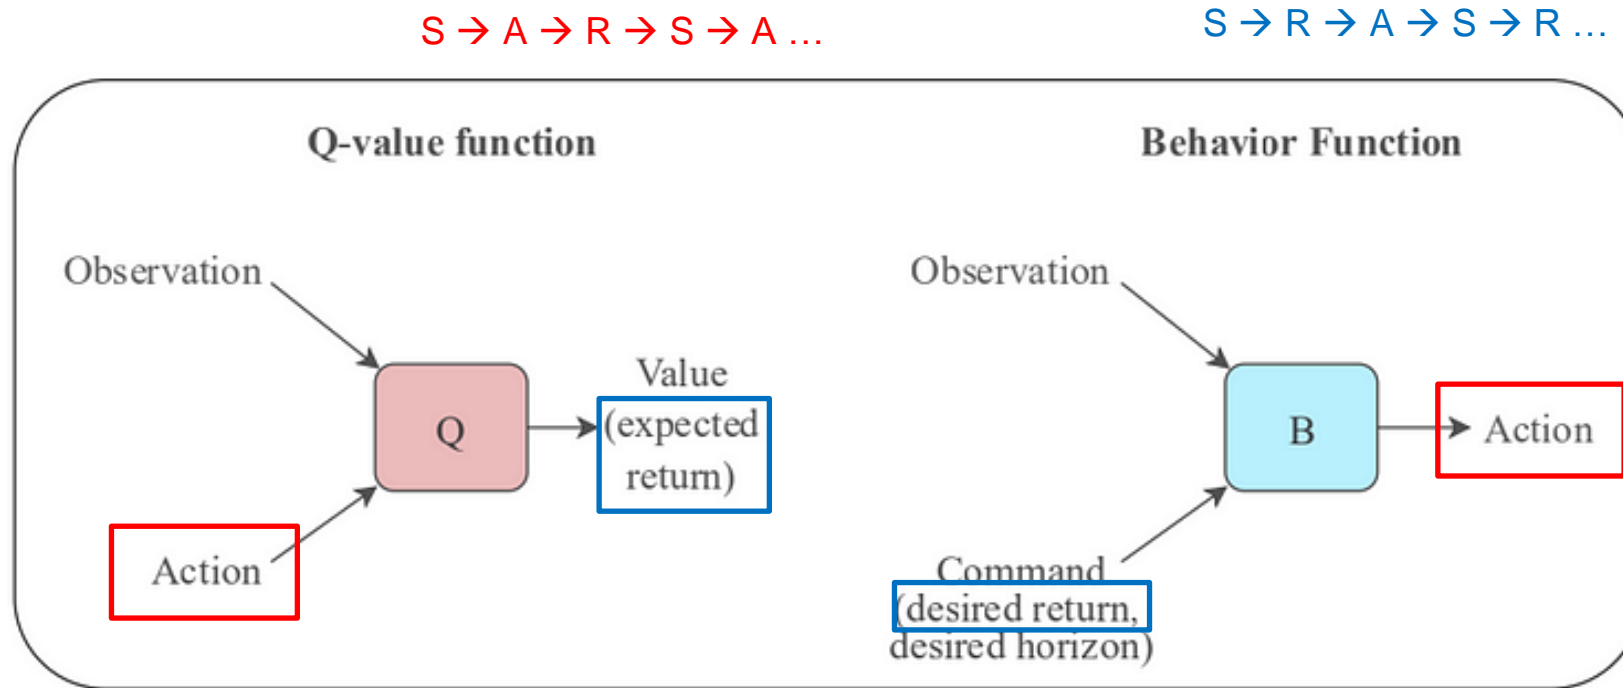 S → A → R → S → A ...
S → R → A → S → R ...
Q-value function
Behavior Function
Observation
Q
Value
(expected
return)
Action
Observation
B
Action
Command
(desired return,
desired horizon)